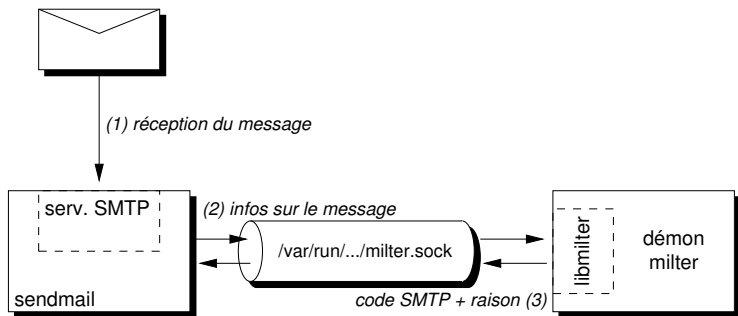 (1) réception du message
serv. SMTP
(2) infos sur le message
/var/run/.../milter.sock
libmilter
démon
milter
sendmail
code SMTP + raison (3)